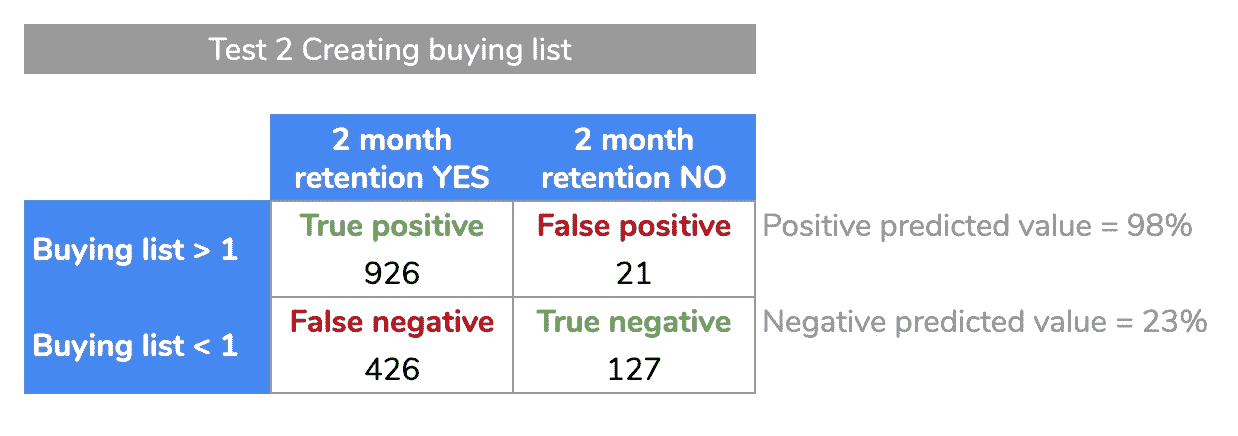 Test 2 Creating buying list
2 month
retention YES
2 month
retention NO
Buying list > 1
True positive
926
False positive
21
Positive predicted value = 98%
Buying list < 1
False negative
426
True negative
127
Negative predicted value = 23%